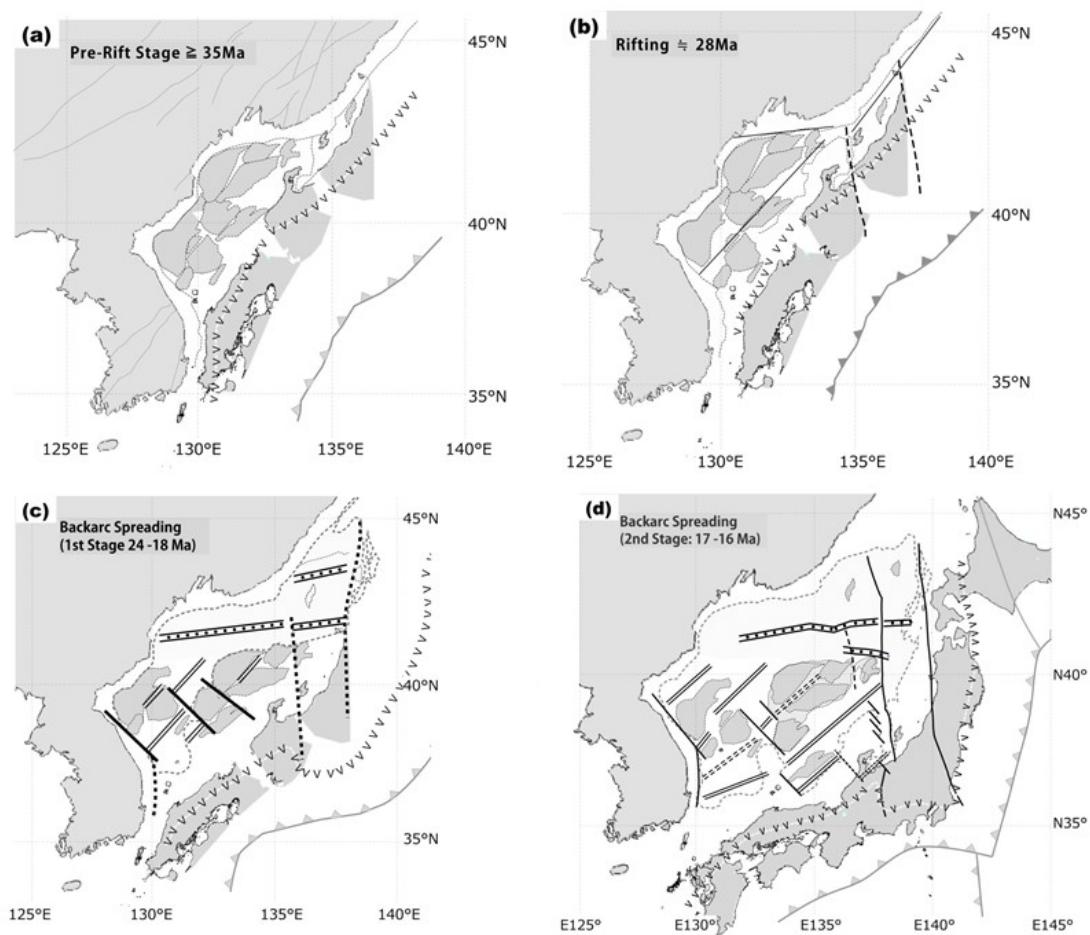 (a)
Pre-Rift Stage ≧ 35Ma
45°N
40°N
35°N
125°E
130°E
135°E
140°E
(b)
Rifting ≒ 28Ma
45°N
40°N
35°N
125°E
130°E
135°E
140°E
(c)
Backarc Spreading
(1st Stage 24 -18 Ma)
45°N
40°N
35°N
125°E
130°E
135°E
140°E
(d)
Backarc Spreading
(2nd Stage: 17 -16 Ma)
N45°
N40°
N35°
E125°
E130°
E135°
E140°
E145°